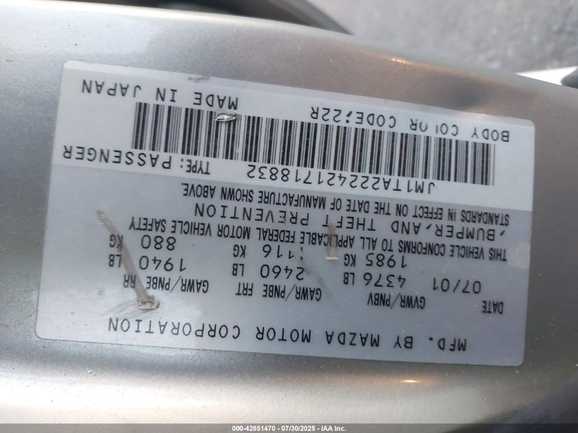 MFD. BY MAZDA MOTOR CORPORATION
DATE GVWR/PNBV GAWR/PNBE FRT GAWR/PNBE RR
07/01 4376 LB 2460 LB 1940 LB
1985 KG 116 KG 880 KG
THIS VEHICLE CONFORMS TO ALL APPLICABLE FEDERAL MOTOR VEHICLE SAFETY
, BUMPER, AND THEFT PREVENTION
STANDARDS IN EFFECT ON THE DATE OF MANUFACTURE SHOWN ABOVE.
JM1TA222421718832 TYPE: PASSENGER
BODY COLOR CODE;22R MADE IN JAPAN
000-42851470 - 07/30/2025 - IAA Inc.